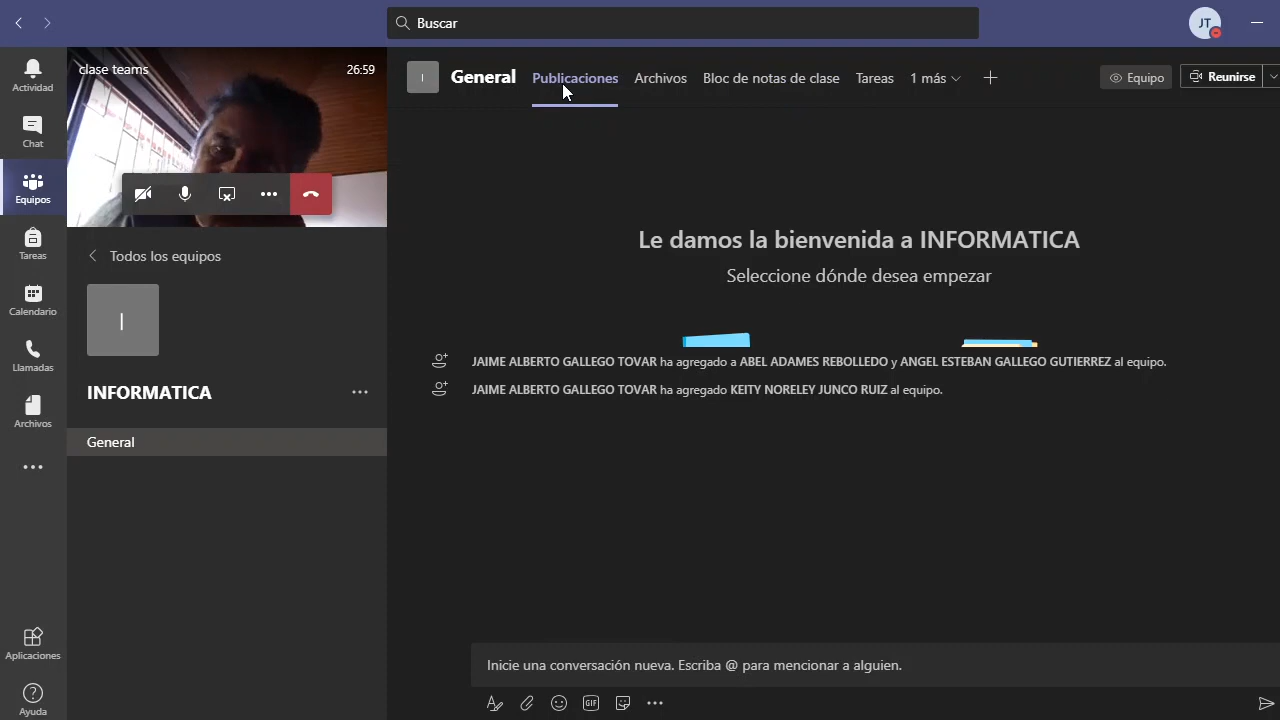 Buscar
JT
Actividad
Chat
Equipos
Tareas
Calendario
Llamadas
Archivos
Aplicaciones
Ayuda
clase teams 26:59
Todos los equipos
I
INFORMATICA
General
I General Publicaciones Archivos Bloc de notas de clase Tareas 1 más Equipo Reunirse
Le damos la bienvenida a INFORMATICA
Seleccione dónde desea empezar
JAIME ALBERTO GALLEGO TOVAR ha agregado a ABEL ADAMES REBOLLEDO y ANGEL ESTEBAN GALLEGO GUTIERREZ al equipo.
JAIME ALBERTO GALLEGO TOVAR ha agregado KEITY NORELEY JUNCO RUIZ al equipo.
Inicie una conversación nueva. Escriba @ para mencionar a alguien.
GIF